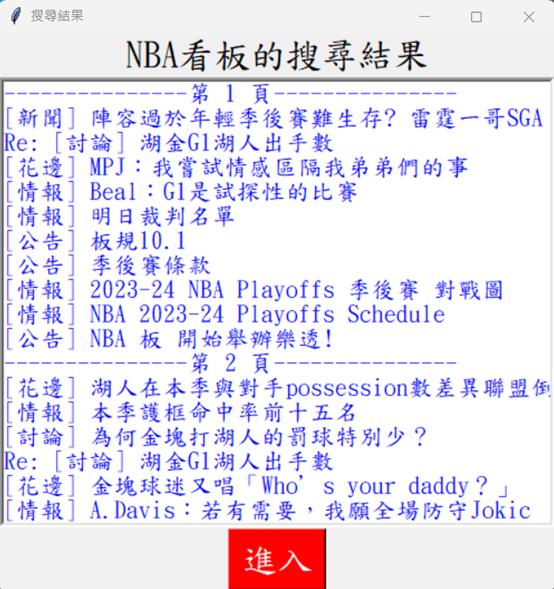 搜尋結果
NBA看板的搜尋結果
---------------第 1 頁---------------
[新聞] 陣容過於年輕季後賽難生存? 雷霆一哥SGA
Re: [討論] 湖金G1湖人出手數
[花邊] MPJ：我嘗試情感區隔我弟弟們的事
[情報] Beal：G1是試探性的比賽
[情報] 明日裁判名單
[公告] 板規10.1
[公告] 季後賽條款
[情報] 2023-24 NBA Playoffs 季後賽 對戰圖
[情報] NBA 2023-24 Playoffs Schedule
[公告] NBA 板 開始舉辦樂透!
---------------第 2 頁---------------
[花邊] 湖人在本季與對手possession數差異聯盟倒
[情報] 本季護框命中率前十五名
[討論] 為何金塊打湖人的罰球特別少？
Re: [討論] 湖金G1湖人出手數
[花邊] 金塊球迷又唱「Who’s your daddy？」
[情報] A.Davis：若有需要，我願全場防守Jokic
進入